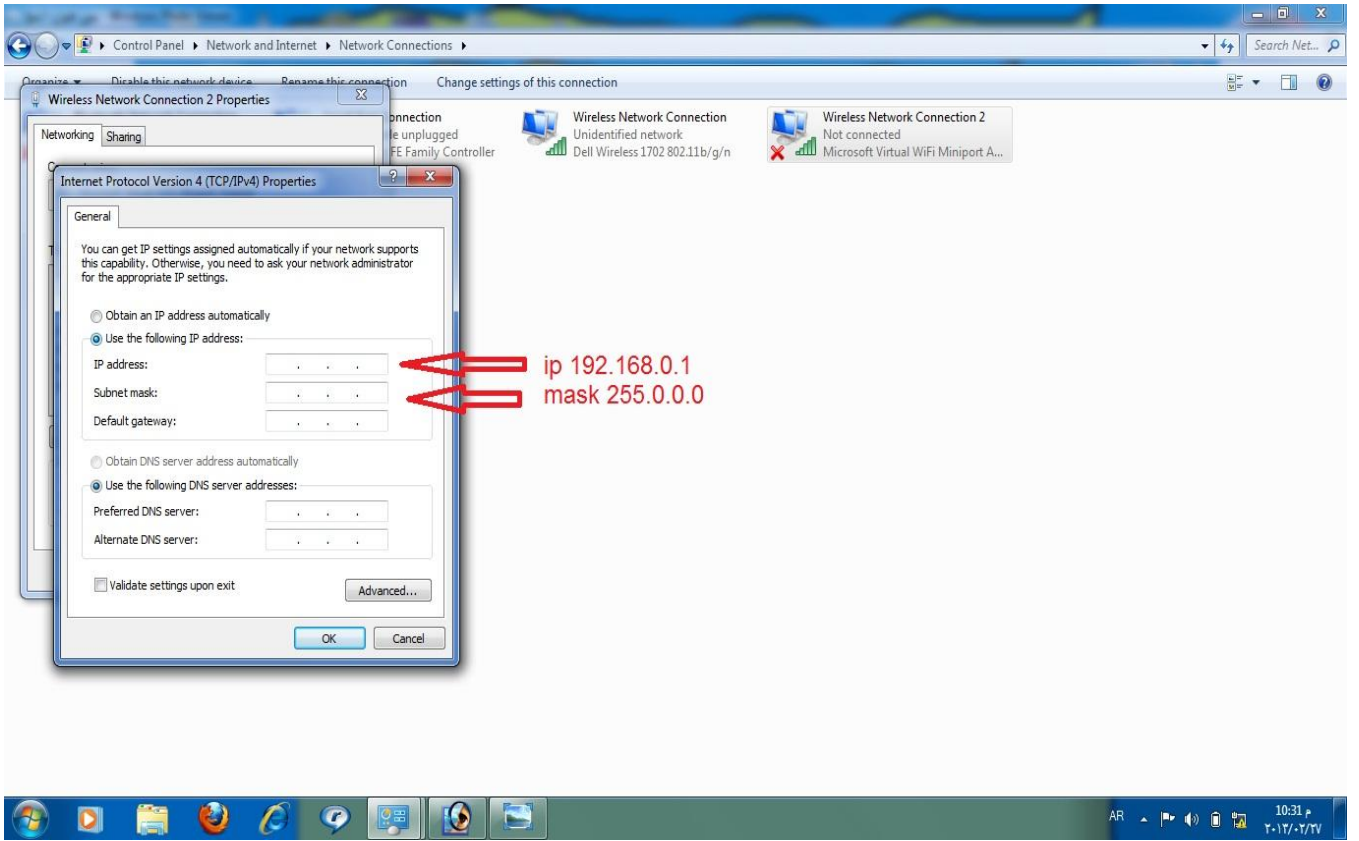 Control Panel Network and Internet Network Connections
Search Net...
Organize Disable this network device Rename this connection Change settings of this connection
Wireless Network Connection 2 Properties
Networking Sharing
unplugged
FE Family Controller
Wireless Network Connection
Unidentified network
Dell Wireless 1702 802.11b/g/n
Wireless Network Connection 2
Not connected
Microsoft Virtual WiFi Miniport A...
Internet Protocol Version 4 (TCP/IPv4) Properties
General
You can get IP settings assigned automatically if your network supports
this capability. Otherwise, you need to ask your network administrator
for the appropriate IP settings.
Obtain an IP address automatically
Use the following IP address:
IP address:
Subnet mask:
Default gateway:
ip 192.168.0.1
mask 255.0.0.0
Obtain DNS server address automatically
Use the following DNS server addresses:
Preferred DNS server:
Alternate DNS server:
Validate settings upon exit
Advanced...
OK Cancel
AR
10:31 م
٢٠١٣/٠٢/٢٧